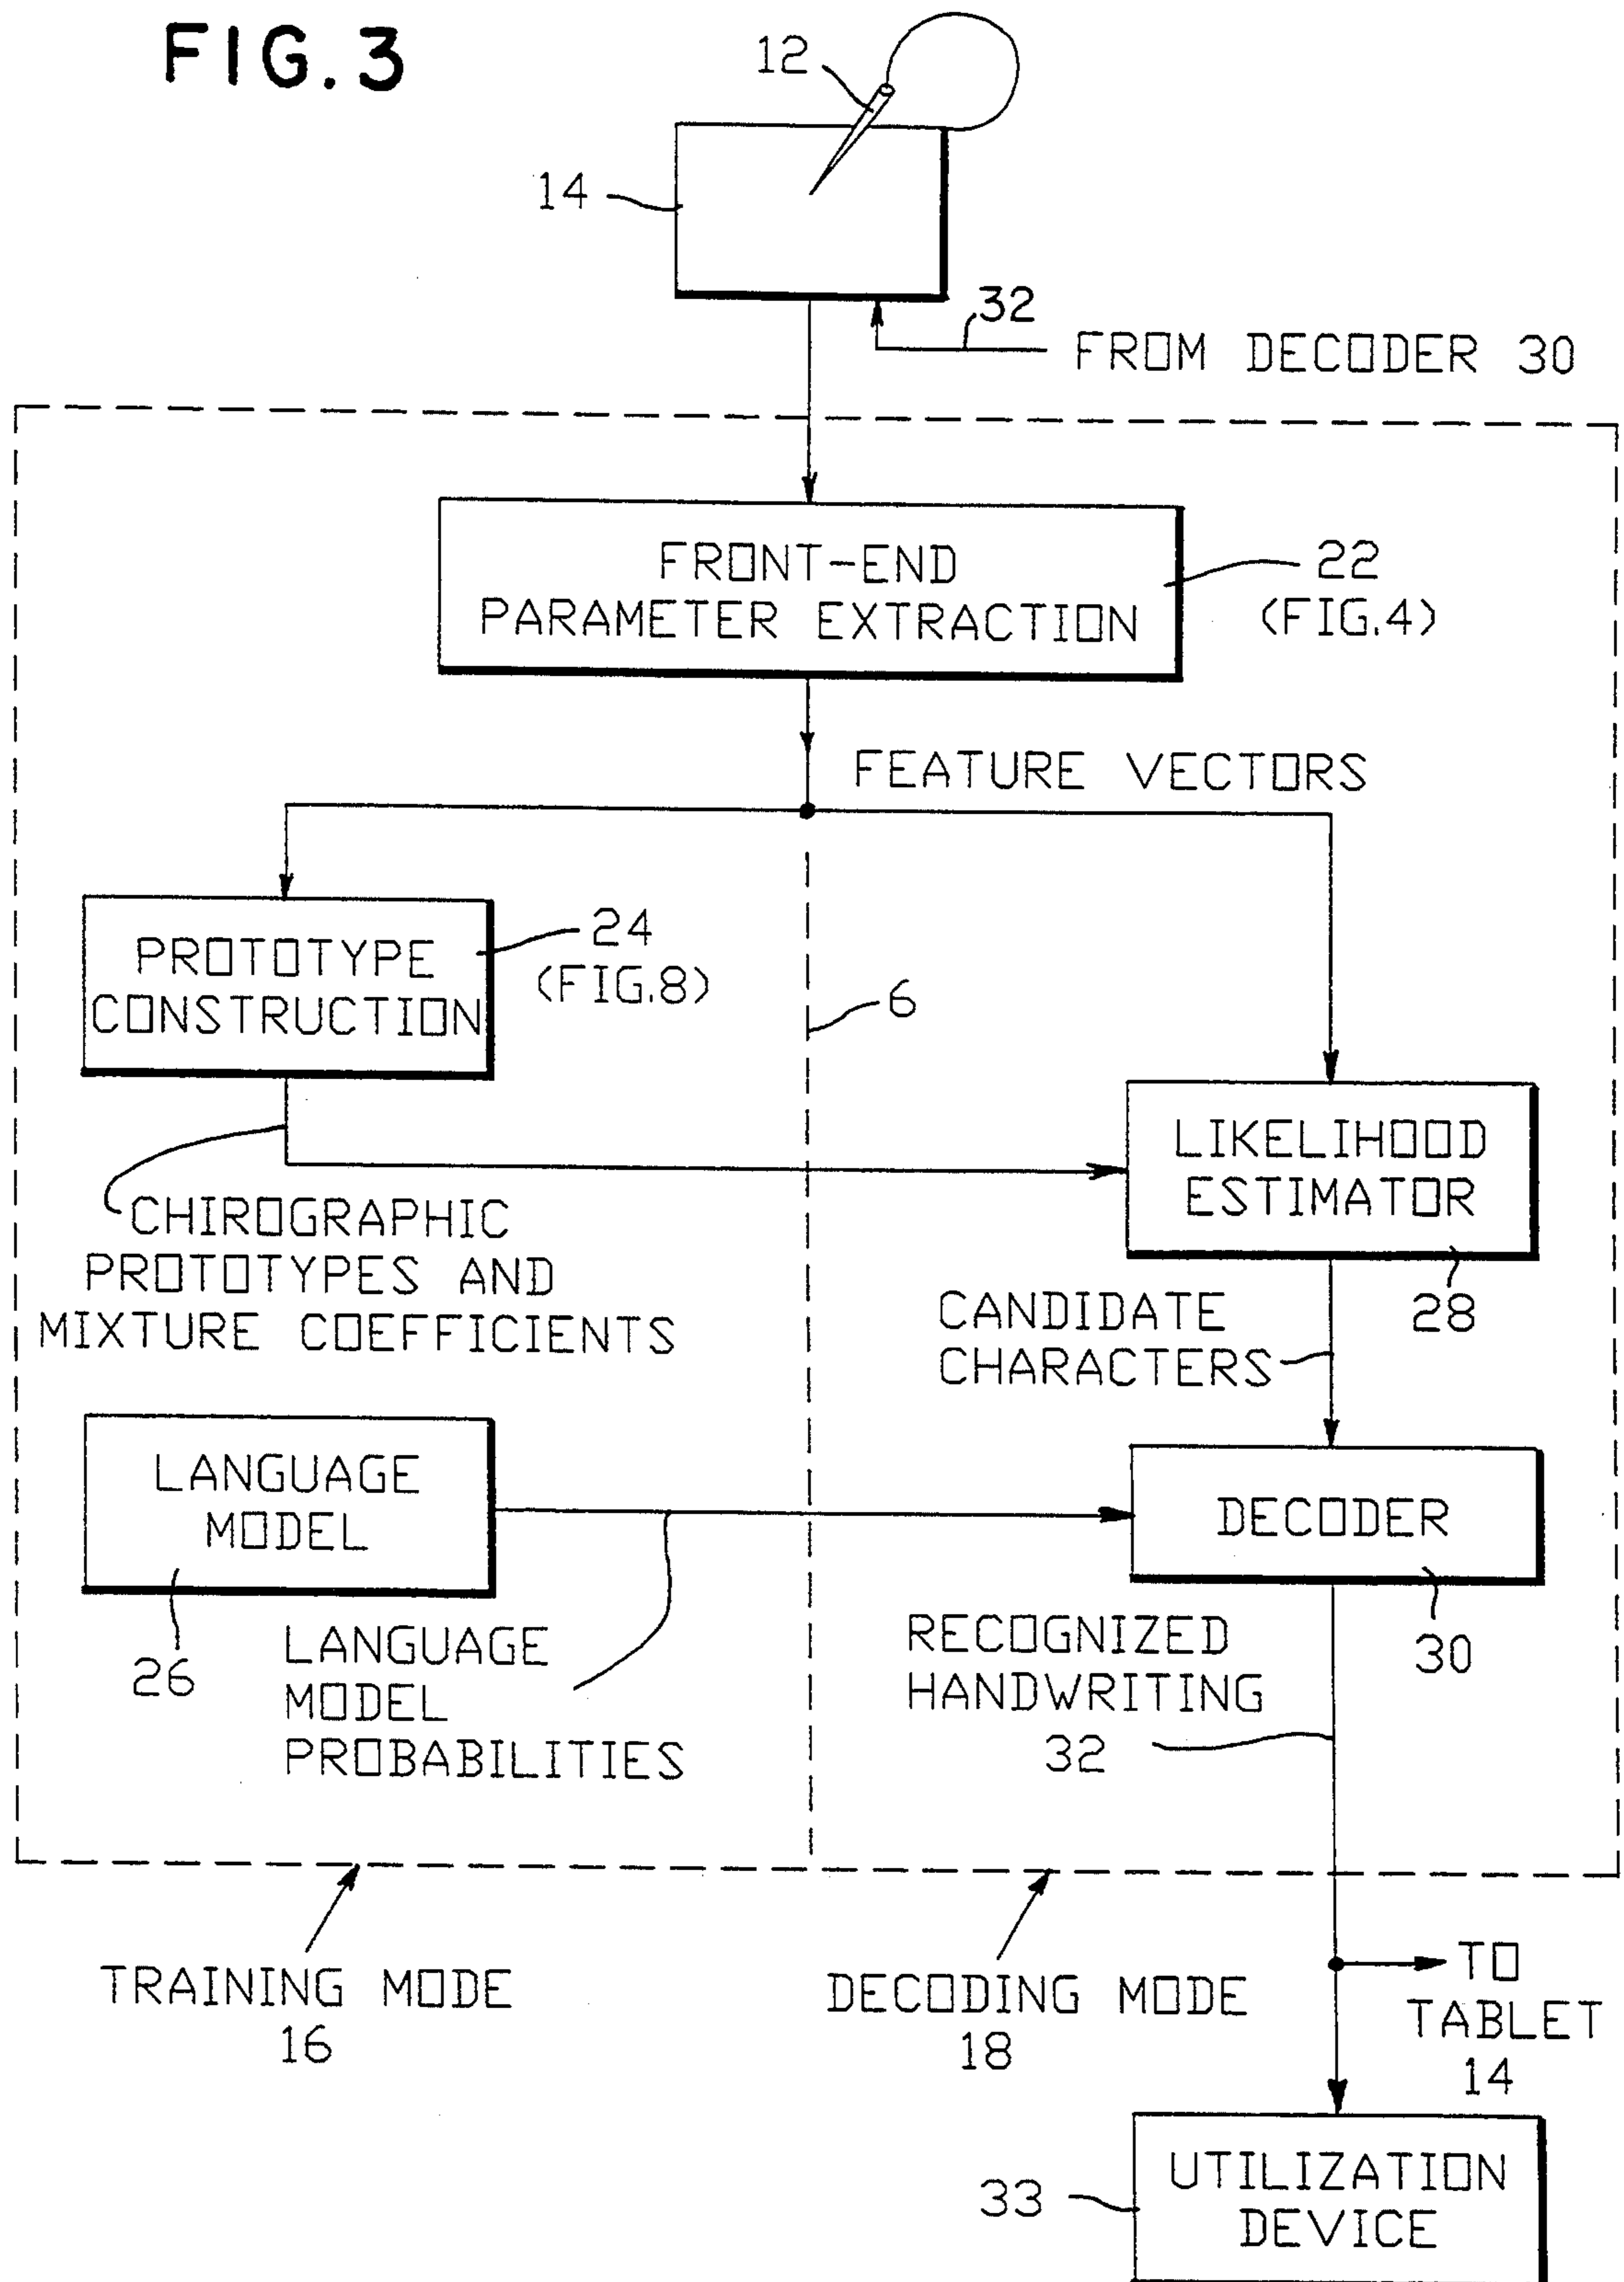 FIG. 3
12
14
32
FROM DECODER 30
FRONT-END
PARAMETER EXTRACTION
22
(FIG.4)
FEATURE VECTORS
PROTOTYPE
CONSTRUCTION
24
(FIG.8)
6
LIKELIHOOD
ESTIMATOR
28
CHIROGRAPHIC
PROTOTYPES AND
MIXTURE COEFFICIENTS
CANDIDATE
CHARACTERS
LANGUAGE
MODEL
26
DECODER
30
LANGUAGE
MODEL
PROBABILITIES
RECOGNIZED
HANDWRITING
32
TRAINING MODE
16
DECODING MODE
18
TO
TABLET
14
UTILIZATION
DEVICE
33